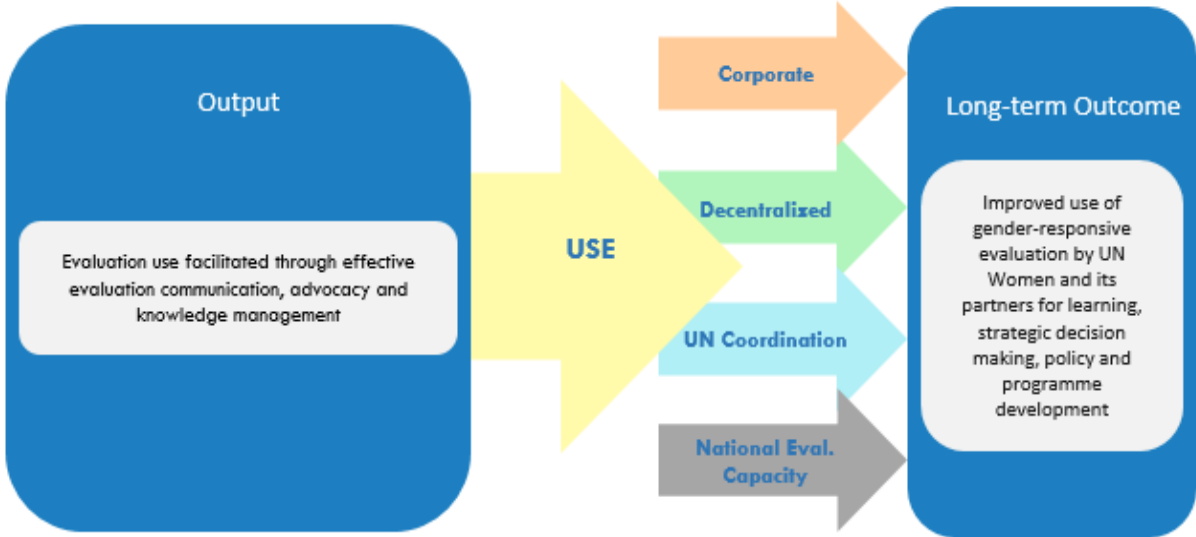 Output
Evaluation use facilitated through effective
evaluation communication, advocacy and
knowledge management
USE
Corporate
Decentralized
UN Coordination
National Eval.
Capacity
Long-term Outcome
Improved use of
gender-responsive
evaluation by UN
Women and its
partners for learning,
strategic decision
making, policy and
programme
development